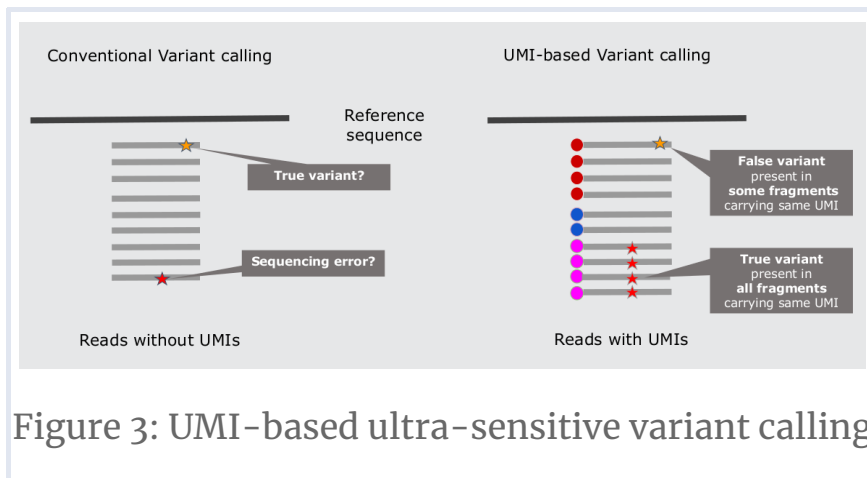 Conventional Variant calling
UMI-based Variant calling
Reference
sequence
True variant?
Sequencing error?
False variant
present in
some fragments
carrying same UMI
True variant
present in
all fragments
carrying same UMI
Reads without UMIs
Reads with UMIs
Figure 3: UMI-based ultra-sensitive variant calling